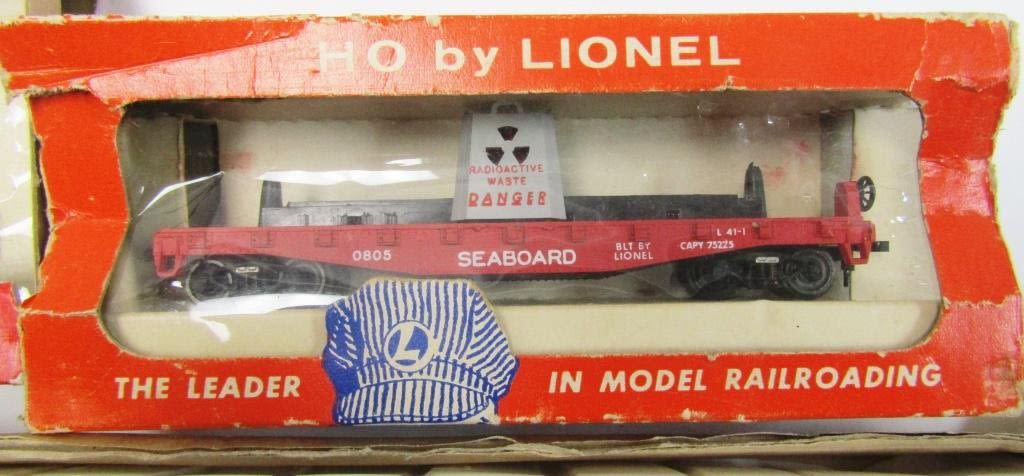 HO by LIONEL
RADIOACTIVE
WASTE
DANGER
0805
SEABOARD
BLT BY
LIONEL
L 41-1
CAPY 75225
L
THE LEADER
IN MODEL RAILROADING